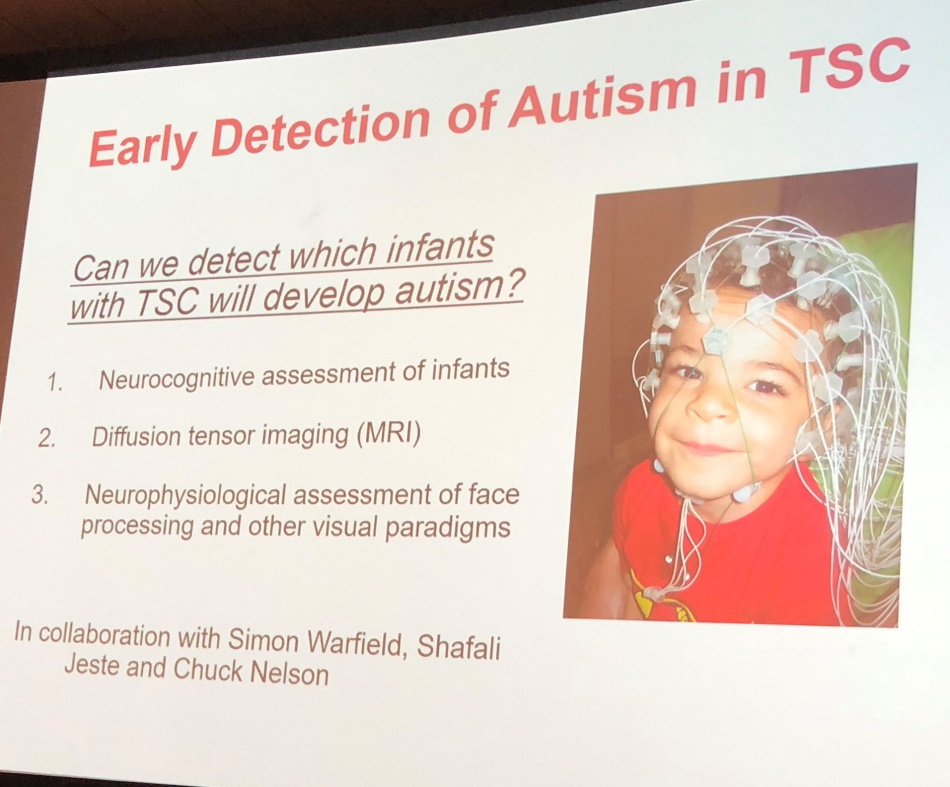 Early Detection of Autism in TSC
Can we detect which infants
with TSC will develop autism?
1. Neurocognitive assessment of infants
2. Diffusion tensor imaging (MRI)
3. Neurophysiological assessment of face
processing and other visual paradigms
In collaboration with Simon Warfield, Shafali
Jeste and Chuck Nelson